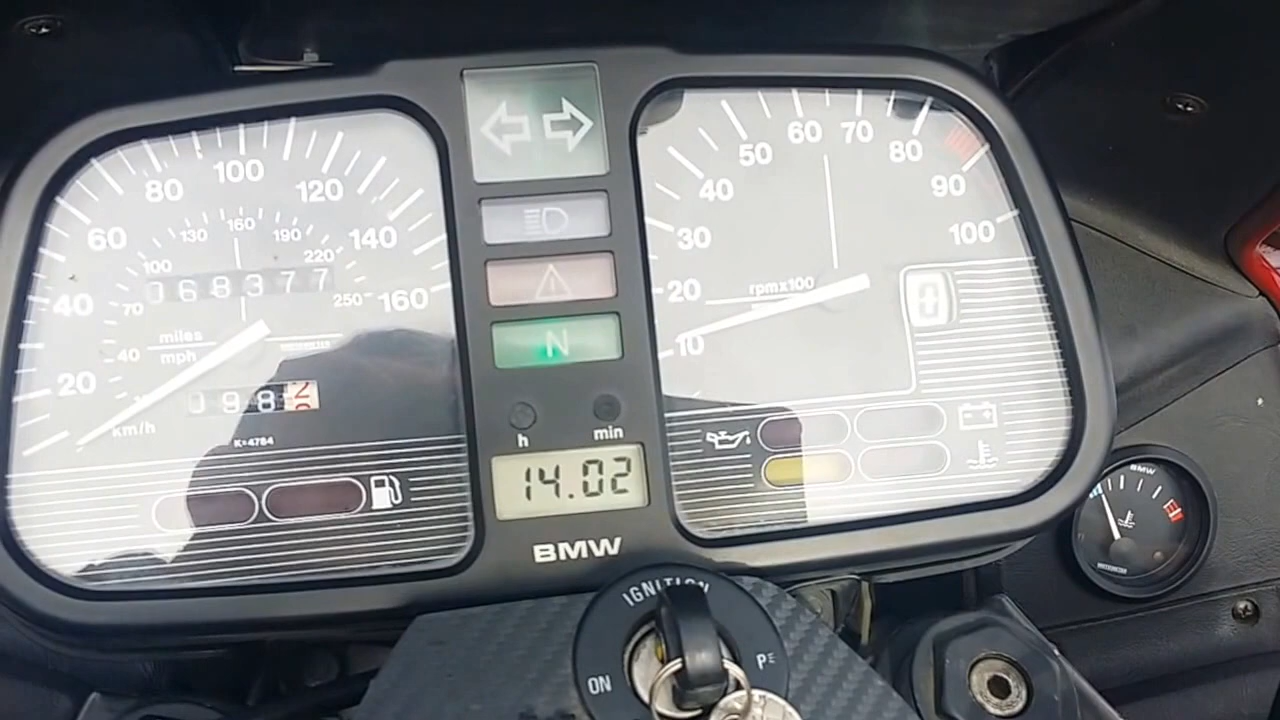 80 100 120
60 140
40 160
20
130 160 190
100 220
70 250
40
068377
miles
mph
km/h
K=4784
N
h min
14.02
BMW
50 60 70 80
40 90
30 100
20
10
rpmx100
0
IGNITION
ON
BMW